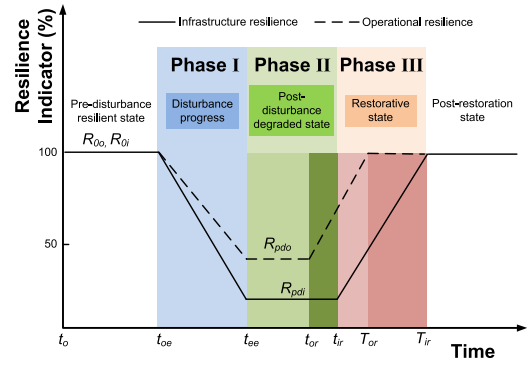 Infrastructure resilience
Operational resilience
Resilience
Indicator (%)
Phase I
Phase II
Phase III
Pre-disturbance
resilient state
Disturbance
progress
Post-
disturbance
degraded state
Restorative
state
Post-restoration
state
R0o, R0i
100
50
Rpdo
Rpdi
to
toe
tee
tor
tir
Tor
Tir
Time